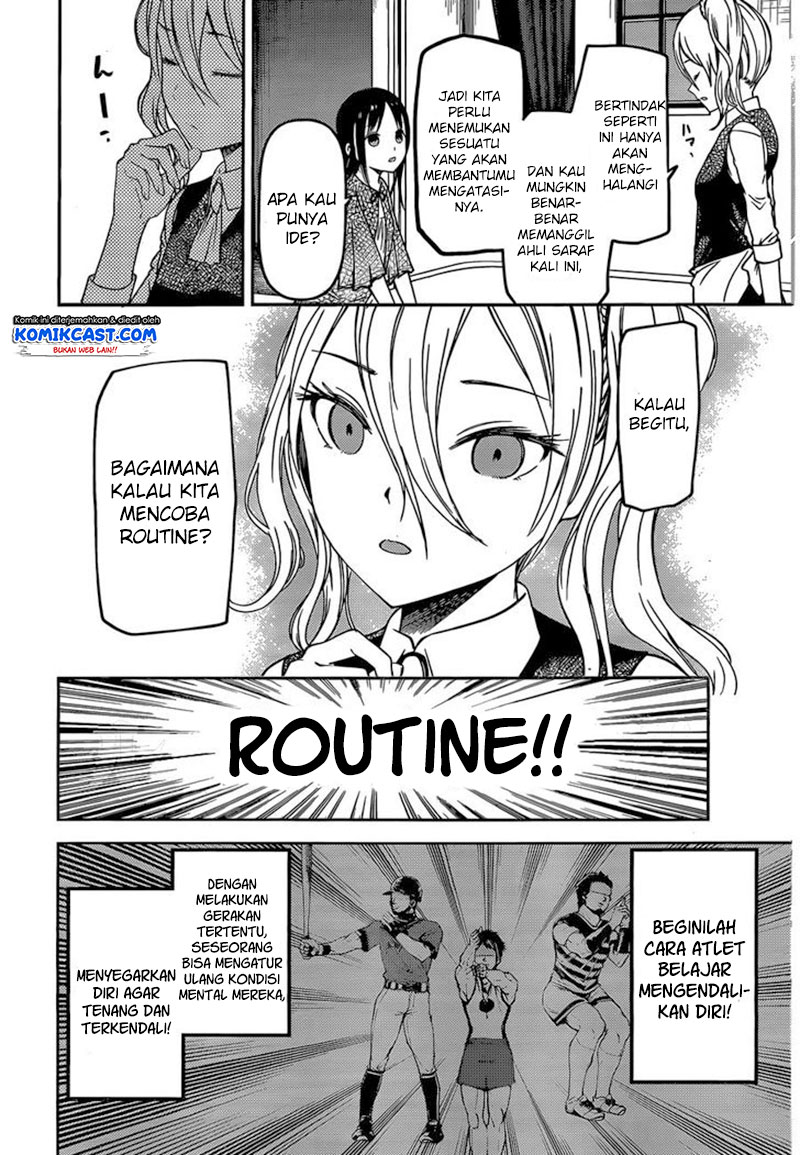 BERTINDAK
SEPERTI
INI HANYA
AKAN
MENG-
HALANGI
DAN KAU
MUNGKIN
BENAR-
BENAR
MEMANGGIL
AHLI SARAF
KALI INI,
JADI KITA
PERLU
MENEMUKAN
SESUATU
YANG AKAN
MEMBANTUMU
MENGATASI-
NYA.
APA KAU
PUNYA
IDE?
んー
Komik ini diterjemahkan & diedit oleh
KOMIKCAST.COM
BUKAN WEB LAIN!!
KALAU
BEGITU,
BAGAIMANA
KALAU KITA
MENCOBA
ROUTINE?
ROUTINE!!
BEGINILAH
CARA ATLET
BELAJAR
MENGENDALI-
KAN DIRI!
DENGAN
MELAKUKAN
GERAKAN
TERTENTU,
SESEORANG
BISA MENGATUR
ULANG KONDISI
MENTAL MEREKA,
MENYEGARKAN
DIRI AGAR
TENANG DAN
TERKENDALI!